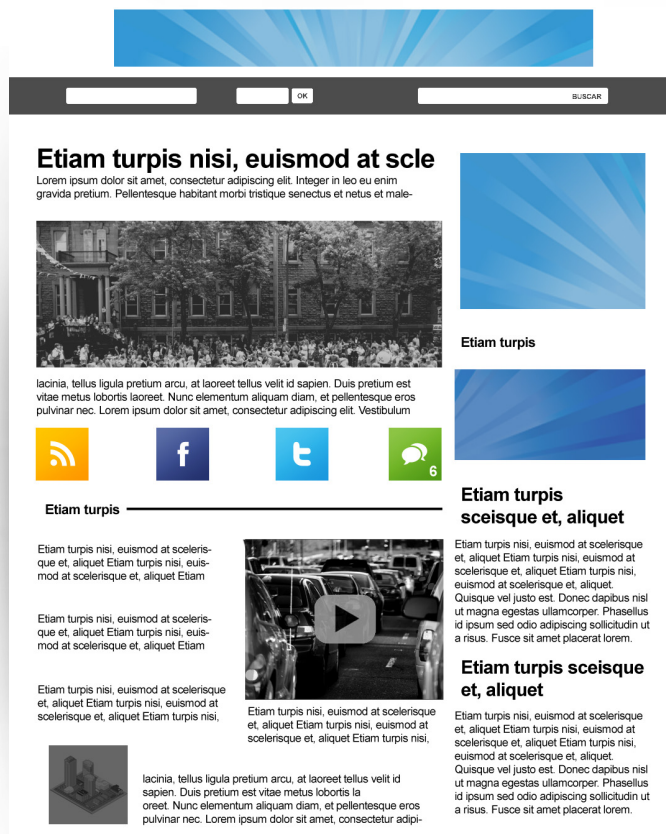 OK
BUSCAR
Etiam turpis nisi, euismod at scle
Lorem ipsum dolor sit amet, consectetur adipiscing elit. Integer in leo eu enim
gravida pretium. Pellentesque habitant morbi tristique senectus et netus et male-
lacinia, tellus ligula pretium arcu, at laoreet tellus velit id sapien. Duis pretium est
vitae metus lobortis laoreet. Nunc elementum aliquam diam, et pellentesque eros
pulvinar nec. Lorem ipsum dolor sit amet, consectetur adipiscing elit. Vestibulum
f
t
6
Etiam turpis
Etiam turpis nisi, euismod at sceleris-
que et, aliquet Etiam turpis nisi, euis-
mod at scelerisque et, aliquet Etiam
Etiam turpis nisi, euismod at sceleris-
que et, aliquet Etiam turpis nisi, euis-
mod at scelerisque et, aliquet Etiam
Etiam turpis nisi, euismod at scelerisque
et, aliquet Etiam turpis nisi, euismod at
scelerisque et, aliquet Etiam turpis nisi,
Etiam turpis nisi, euismod at scelerisque
et, aliquet Etiam turpis nisi, euismod at
scelerisque et, aliquet Etiam turpis nisi,
lacinia, tellus ligula pretium arcu, at laoreet tellus velit id
sapien. Duis pretium est vitae metus lobortis la
oreet. Nunc elementum aliquam diam, et pellentesque eros
pulvinar nec. Lorem ipsum dolor sit amet, consectetur adipi-
Etiam turpis
Etiam turpis
sceisque et, aliquet
Etiam turpis nisi, euismod at scelerisque
et, aliquet Etiam turpis nisi, euismod at
scelerisque et, aliquet Etiam turpis nisi,
euismod at scelerisque et, aliquet.
Quisque vel justo est. Donec dapibus nisl
ut magna egestas ullamcorper. Phasellus
id ipsum sed odio adipiscing sollicitudin ut
a risus. Fusce sit amet placerat lorem.
Etiam turpis sceisque
et, aliquet
Etiam turpis nisi, euismod at scelerisque
et, aliquet Etiam turpis nisi, euismod at
scelerisque et, aliquet Etiam turpis nisi,
euismod at scelerisque et, aliquet.
Quisque vel justo est. Donec dapibus nisl
ut magna egestas ullamcorper. Phasellus
id ipsum sed odio adipiscing sollicitudin ut
a risus. Fusce sit amet placerat lorem.